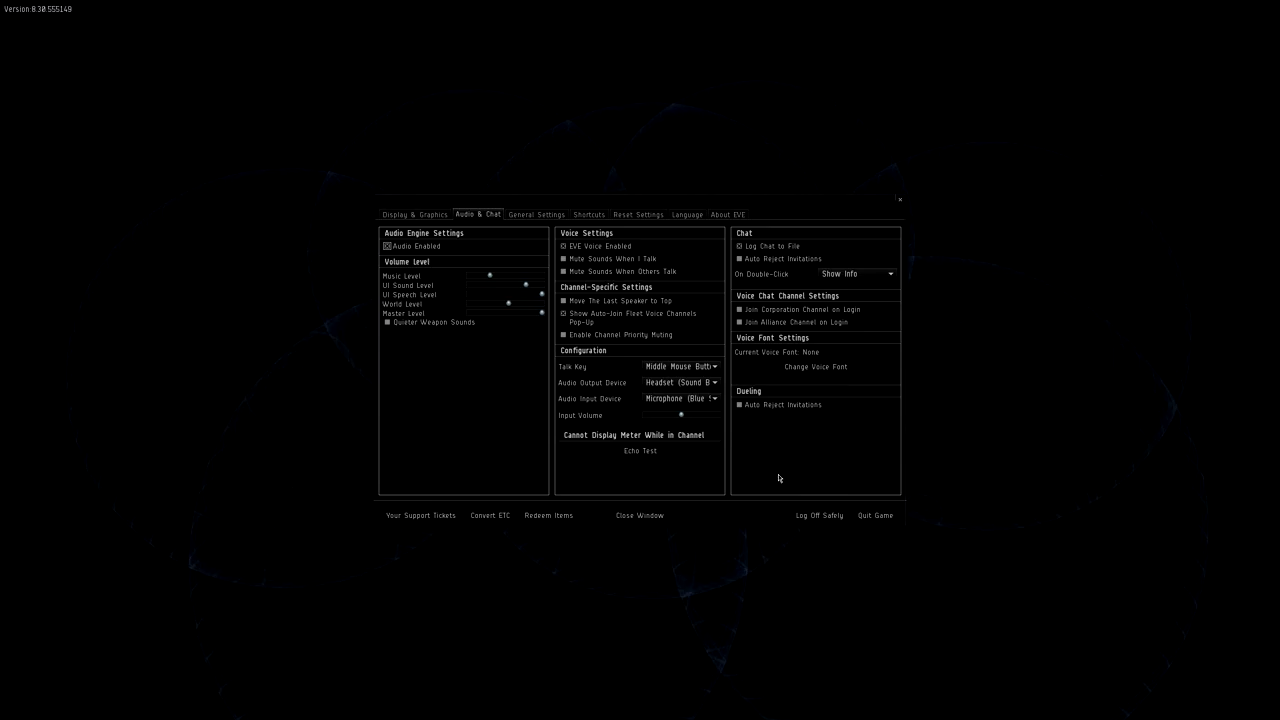 Version:8.30.555149
Display & Graphics Audio & Chat General Settings Shortcuts Reset Settings Language About EVE
Audio Engine Settings
Audio Enabled
Volume Level
Music Level
UI Sound Level
UI Speech Level
World Level
Master Level
Quieter Weapon Sounds
Voice Settings
EVE Voice Enabled
Mute Sounds When I Talk
Mute Sounds When Others Talk
Channel-Specific Settings
Move The Last Speaker to Top
Show Auto-Join Fleet Voice Channels
Pop-Up
Enable Channel Priority Muting
Configuration
Talk Key Middle Mouse Butt
Audio Output Device Headset (Sound B
Audio Input Device Microphone (Blue
Input Volume
Cannot Display Meter While in Channel
Echo Test
Chat
Log Chat to File
Auto Reject Invitations
On Double-Click Show Info
Voice Chat Channel Settings
Join Corporation Channel on Login
Join Alliance Channel on Login
Voice Font Settings
Current Voice Font: None
Change Voice Font
Dueling
Auto Reject Invitations
Your Support Tickets Convert ETC Redeem Items Close Window Log Off Safely Quit Game